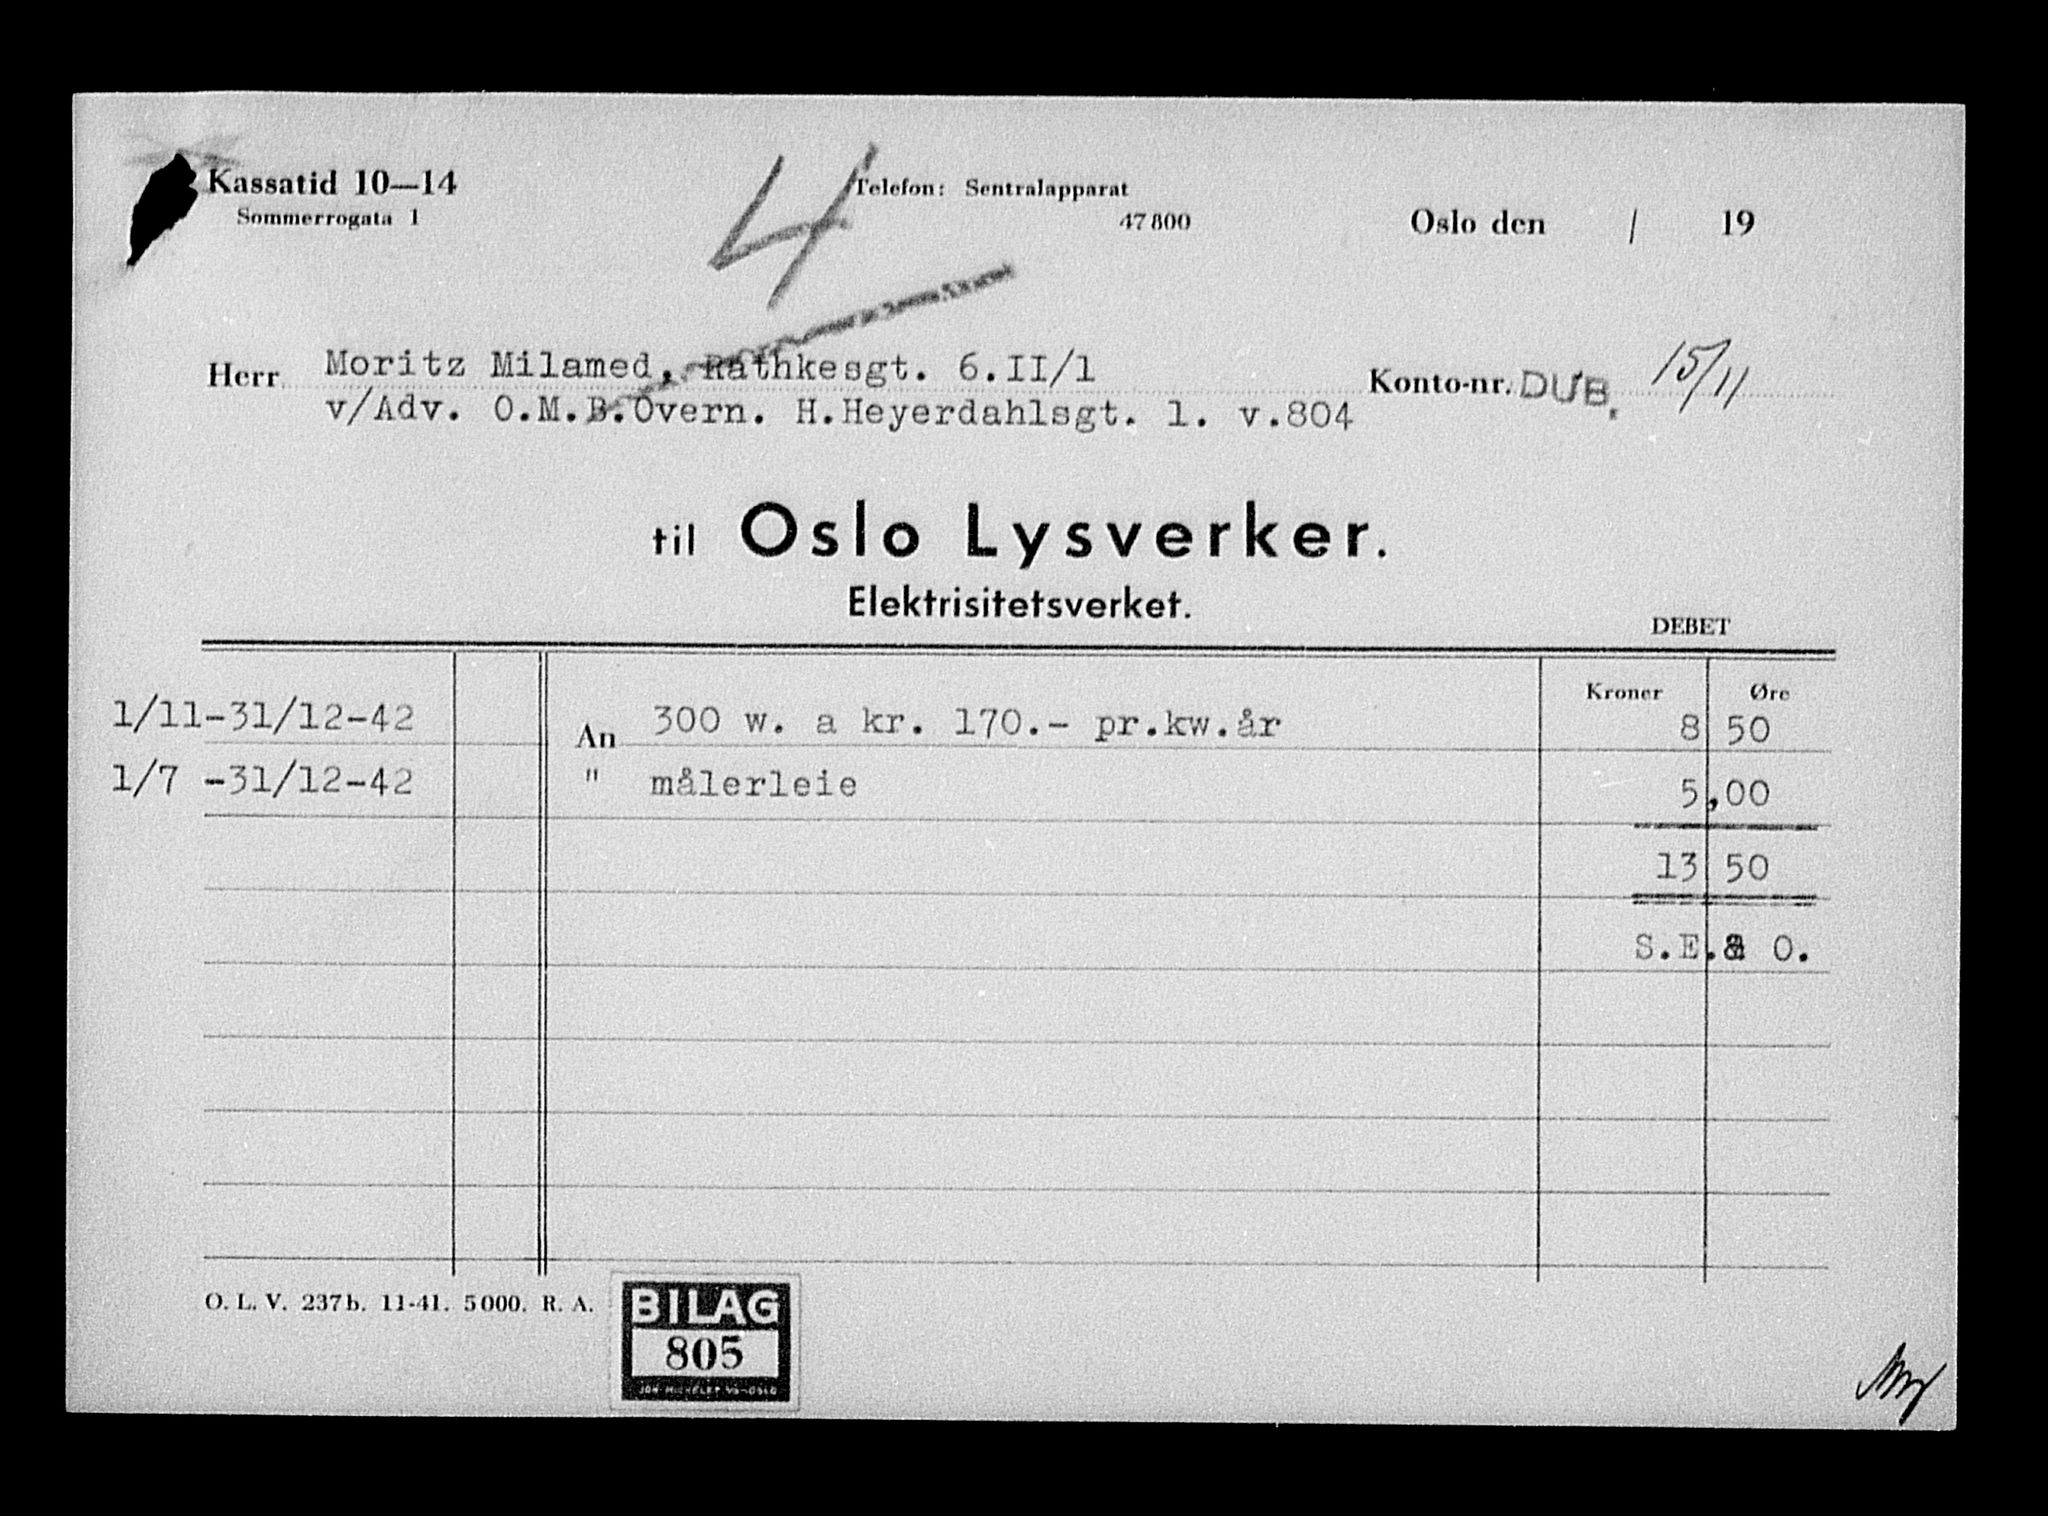 4
Kassatid 10—14
Sommerrogata 1
Telefon: Sentralapparat
47800
Oslo den / 19
Herr Moritz Milamed, Rathkesgt. 6.II/1
v/Adv. O.M.B.Overn. H.Heyerdahlsgt. 1. v.804
Konto-nr. DUB. 15/11
til Oslo Lysverker.
Elektrisitetsverket.
DEBET
Kroner Øre
1/11-31/12-42 An 300 w. a kr. 170.- pr.kw.år 8 50
1/7 -31/12-42 " målerleie 5,00
13 50
S.E.& O.
O. L. V. 237b. 11-41. 5000. R. A.
BILAG
805